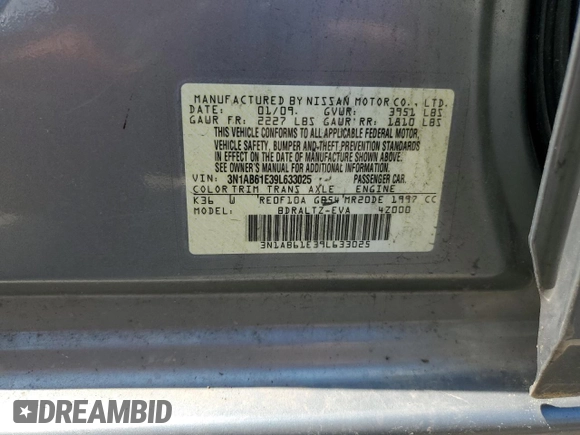 MANUFACTURED BY NISSAN MOTOR CO., LTD.
DATE: 01/09. GVWR: 3951 LBS
GAWR FR: 2227 LBS GAWR RR: 1810 LBS
THIS VEHICLE CONFORMS TO ALL APPLICABLE FEDERAL MOTOR
VEHICLE SAFETY, BUMPER AND-THEFT PREVENTION STANDARDS
IN EFFECT ON THE DATE OF MANUFACTURE SHOWN ABOVE.
SEE OWNER'S MANUAL FOR ADDITIONAL INFORMATION.
VIN: 3N1AB61E39L633025 PASSENGER CAR.
COLOR TRIM TRANS AXLE ENGINE
K36 W RE0F10A GB54 MR20DE 1997 CC
MODEL: BDRALTZ-EVA 4Z000
3N1AB61E39L633025
DREAMBID